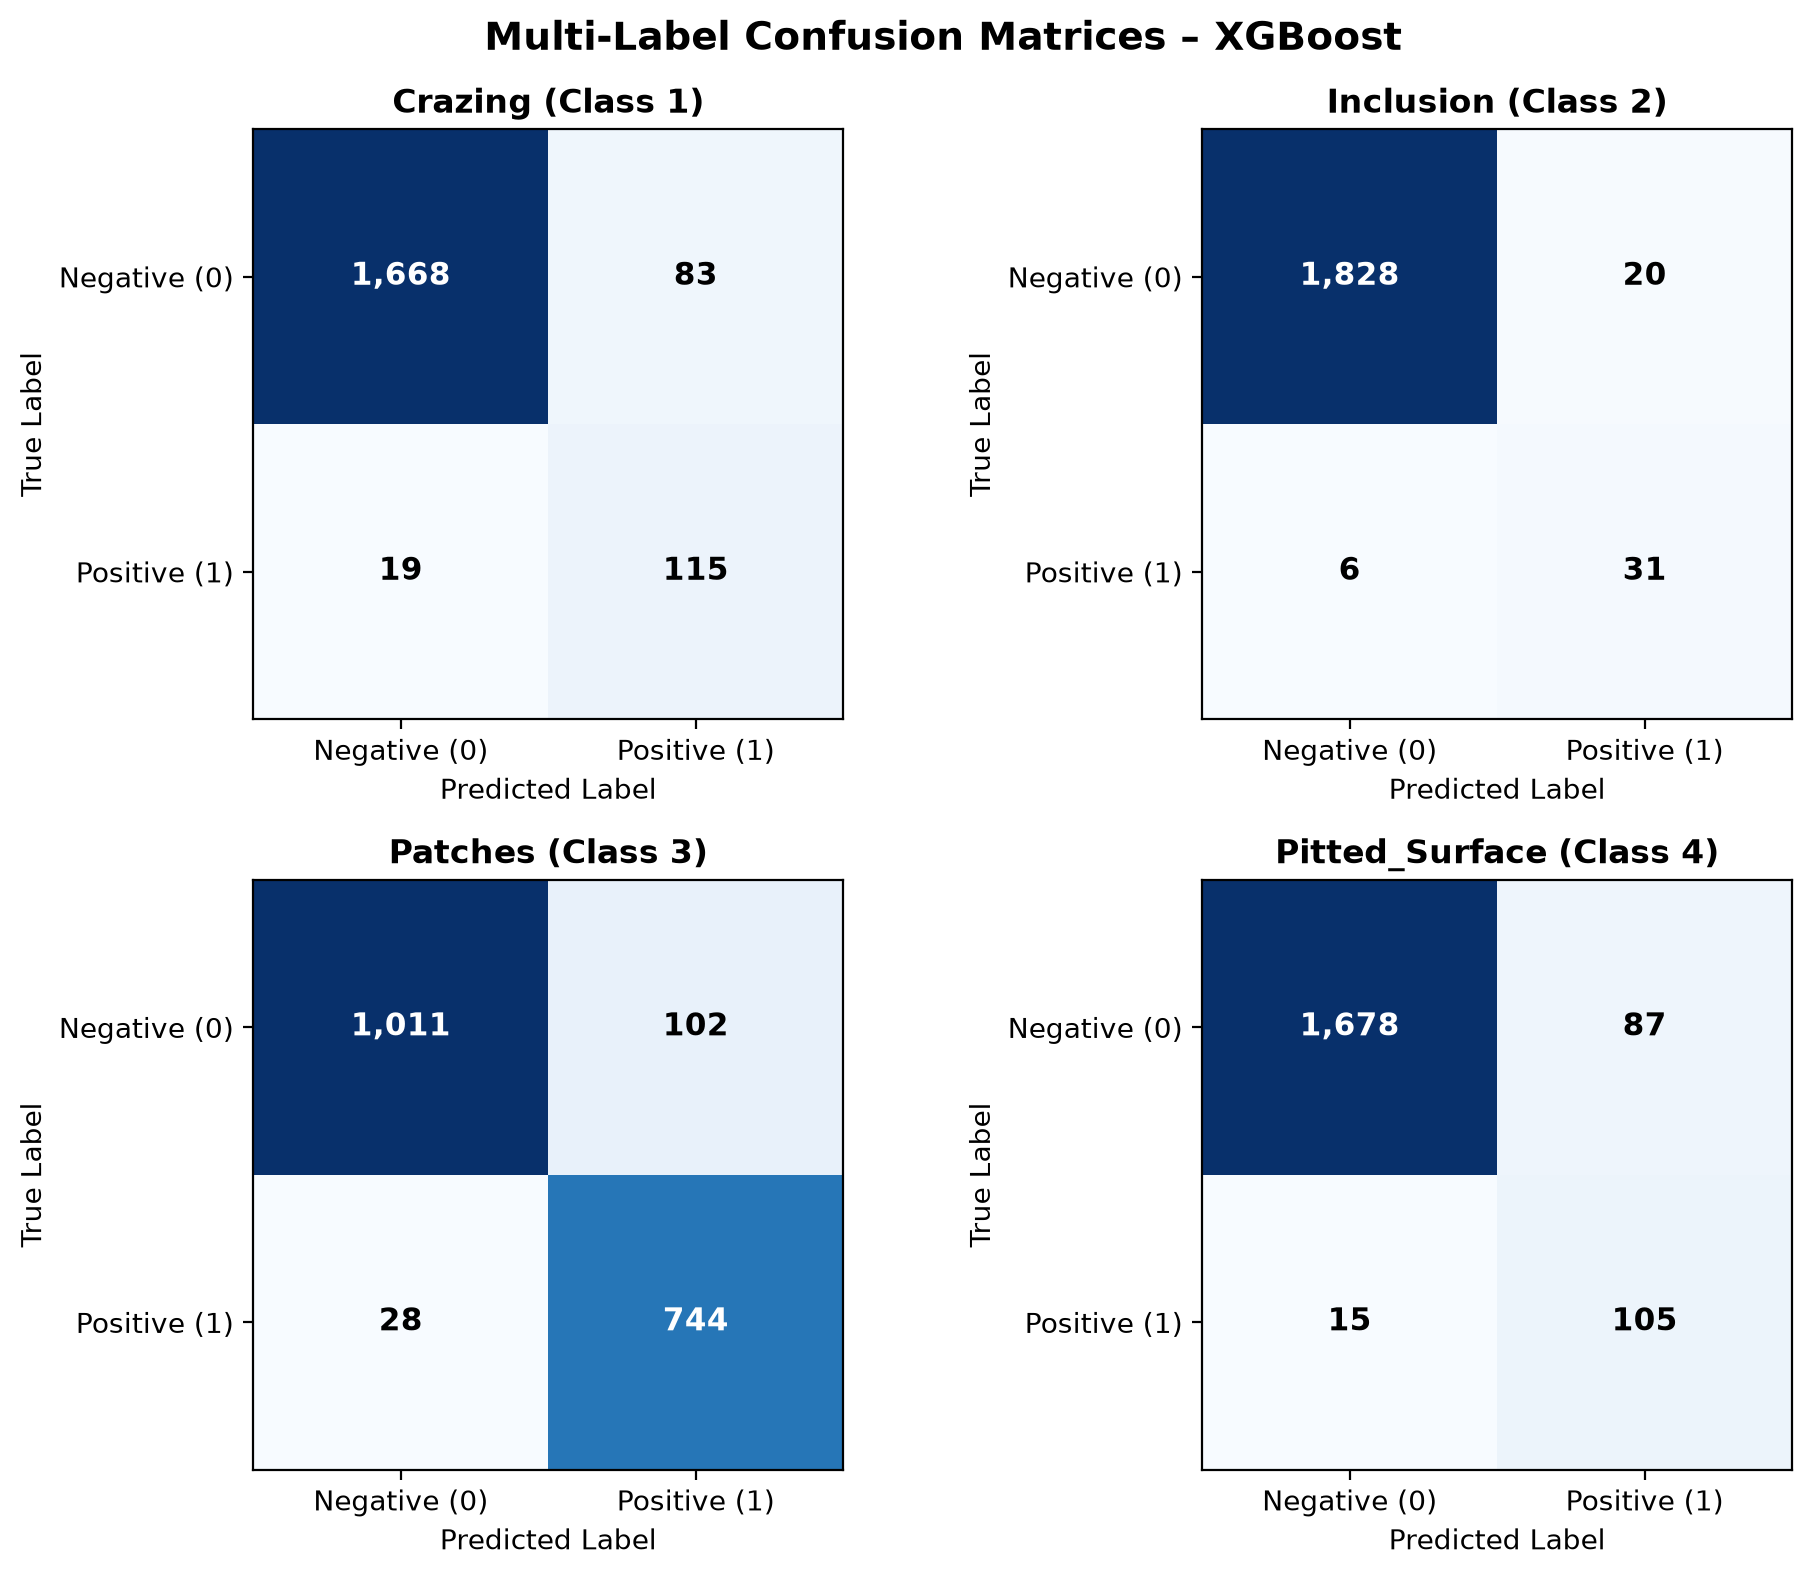 Multi-Label Confusion Matrices – XGBoost
Crazing (Class 1)
True Label
Negative (0)
1,668
83
Positive (1)
19
115
Negative (0)
Positive (1)
Predicted Label
Inclusion (Class 2)
True Label
Negative (0)
1,828
20
Positive (1)
6
31
Negative (0)
Positive (1)
Predicted Label
Patches (Class 3)
True Label
Negative (0)
1,011
102
Positive (1)
28
744
Negative (0)
Positive (1)
Predicted Label
Pitted_Surface (Class 4)
True Label
Negative (0)
1,678
87
Positive (1)
15
105
Negative (0)
Positive (1)
Predicted Label